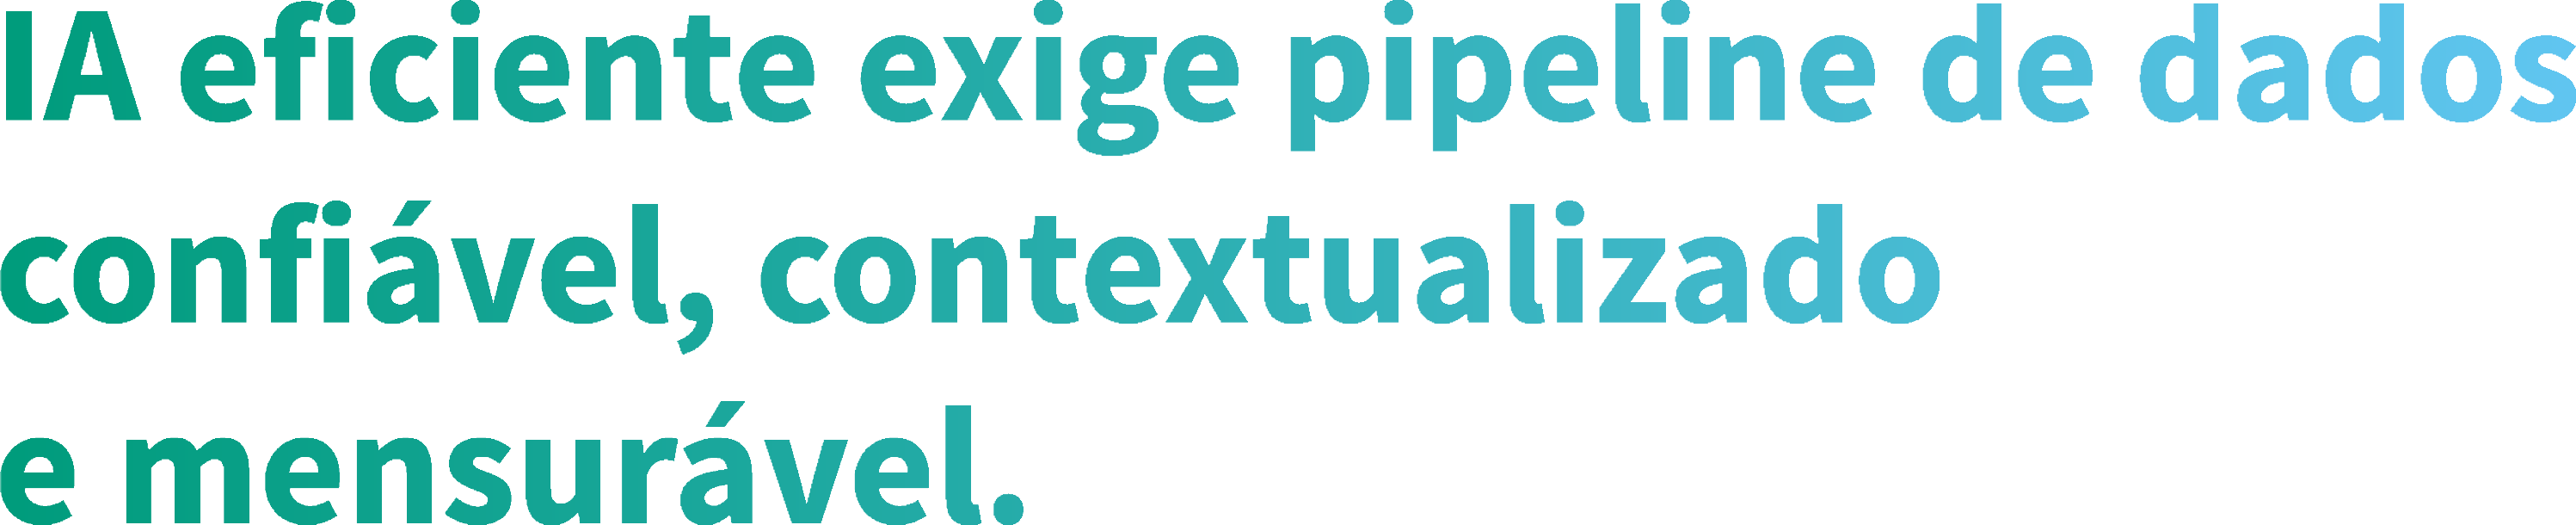 IA eficiente exige pipeline de dados
confiável, contextualizado
e mensurável.